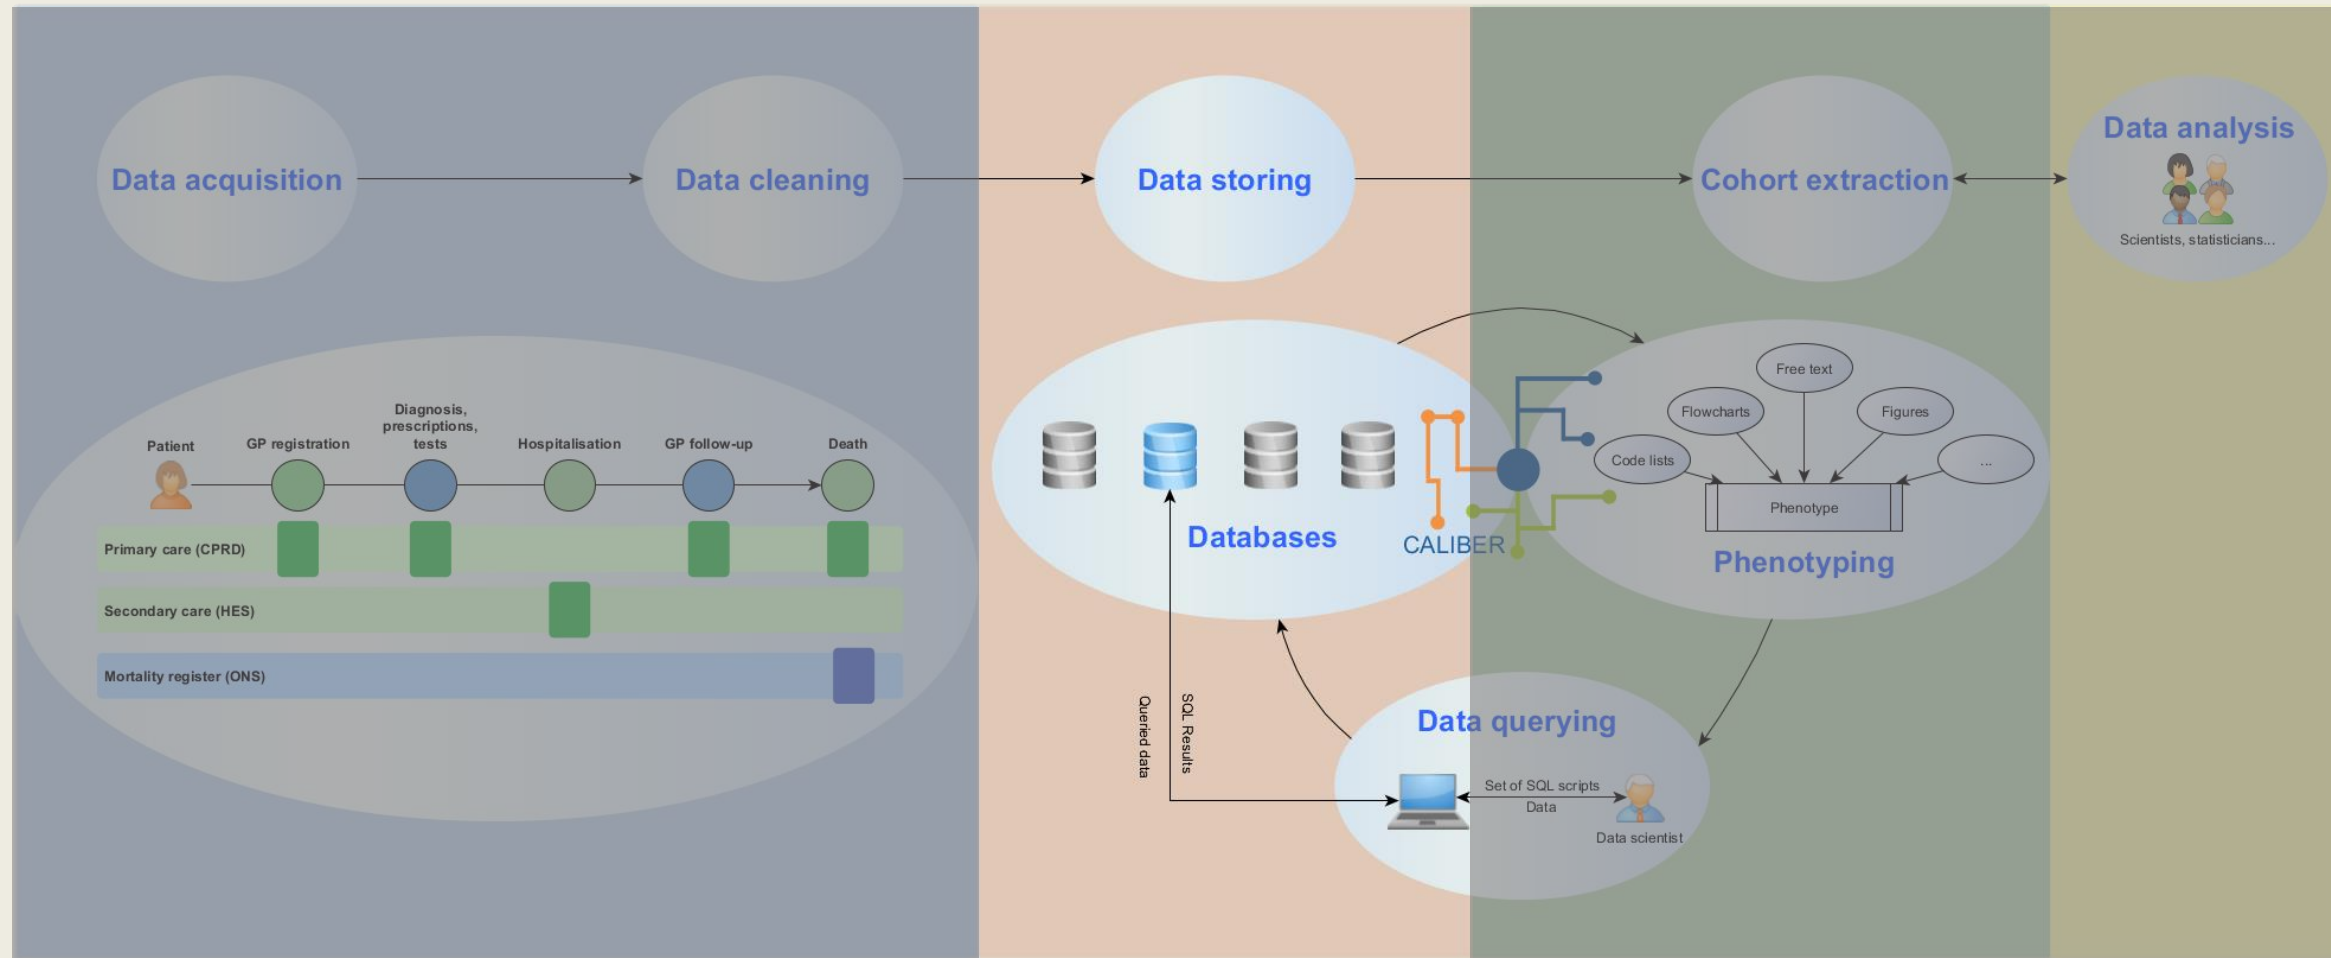 Data acquisition
Data cleaning
Data storing
Cohort extraction
Data analysis
Scientists, statisticians...
Patient
GP registration
Diagnosis,
prescriptions,
tests
Hospitalisation
GP follow-up
Death
Primary care (CPRD)
Secondary care (HES)
Mortality register (ONS)
Databases
CALIBER
Free text
Flowcharts
Figures
Code lists
...
Phenotype
Phenotyping
SQL Results
Queried data
Data querying
Set of SQL scripts
Data
Data scientist